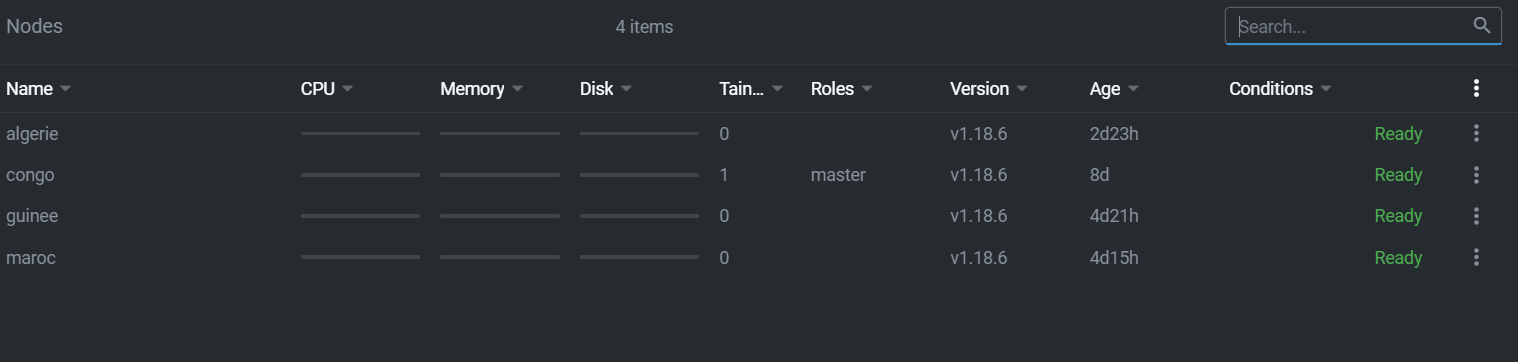 Nodes 4 items Search...
Name CPU Memory Disk Tain... Roles Version Age Conditions
algerie 0 v1.18.6 2d23h Ready
congo 1 master v1.18.6 8d Ready
guinee 0 v1.18.6 4d21h Ready
maroc 0 v1.18.6 4d15h Ready